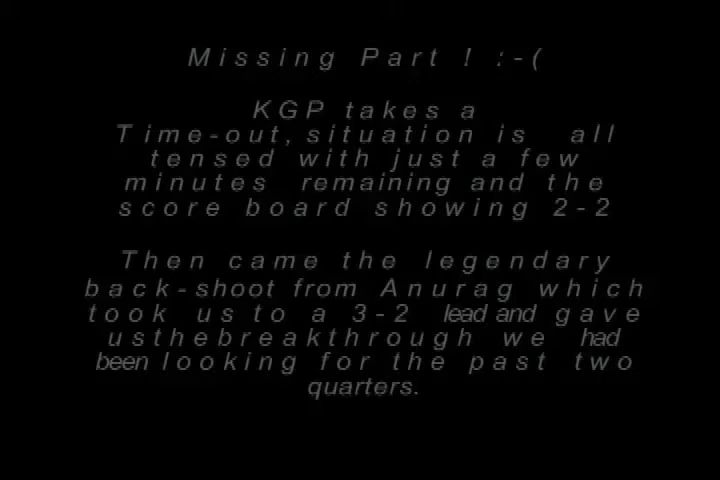 Missing Part ! :-(
KGP takes a
Time-out, situation is all
tensed with just a few
minutes remaining and the
score board showing 2-2
Then came the legendary
back-shoot from Anurag which
took us to a 3-2 lead and gave
usthebreakthrough we had
been looking for the past two
quarters.